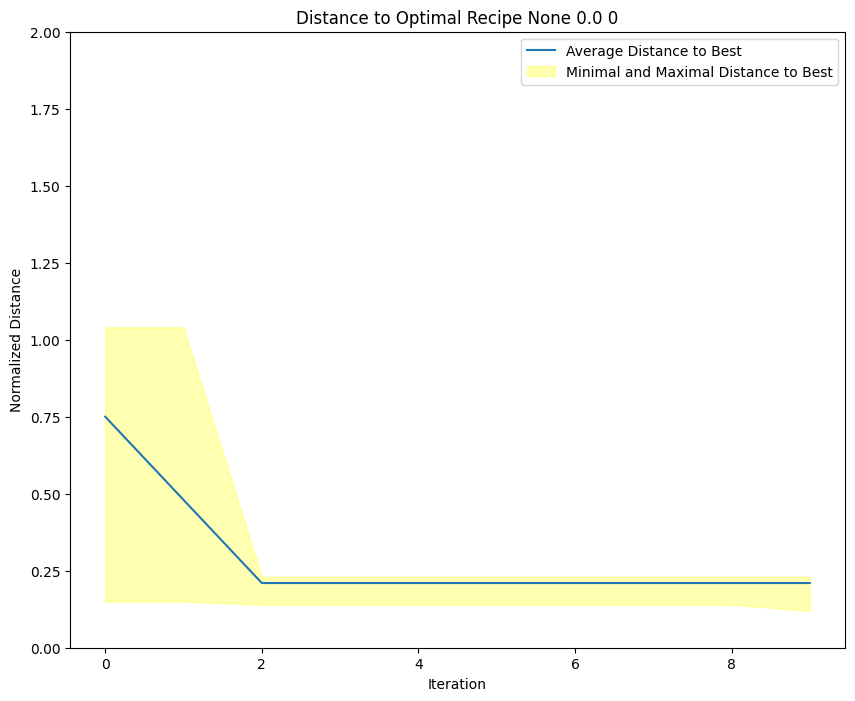 Distance to Optimal Recipe None 0.0 0
Average Distance to Best
Minimal and Maximal Distance to Best
Normalized Distance
2.00
1.75
1.50
1.25
1.00
0.75
0.50
0.25
0.00
0 2 4 6 8
Iteration